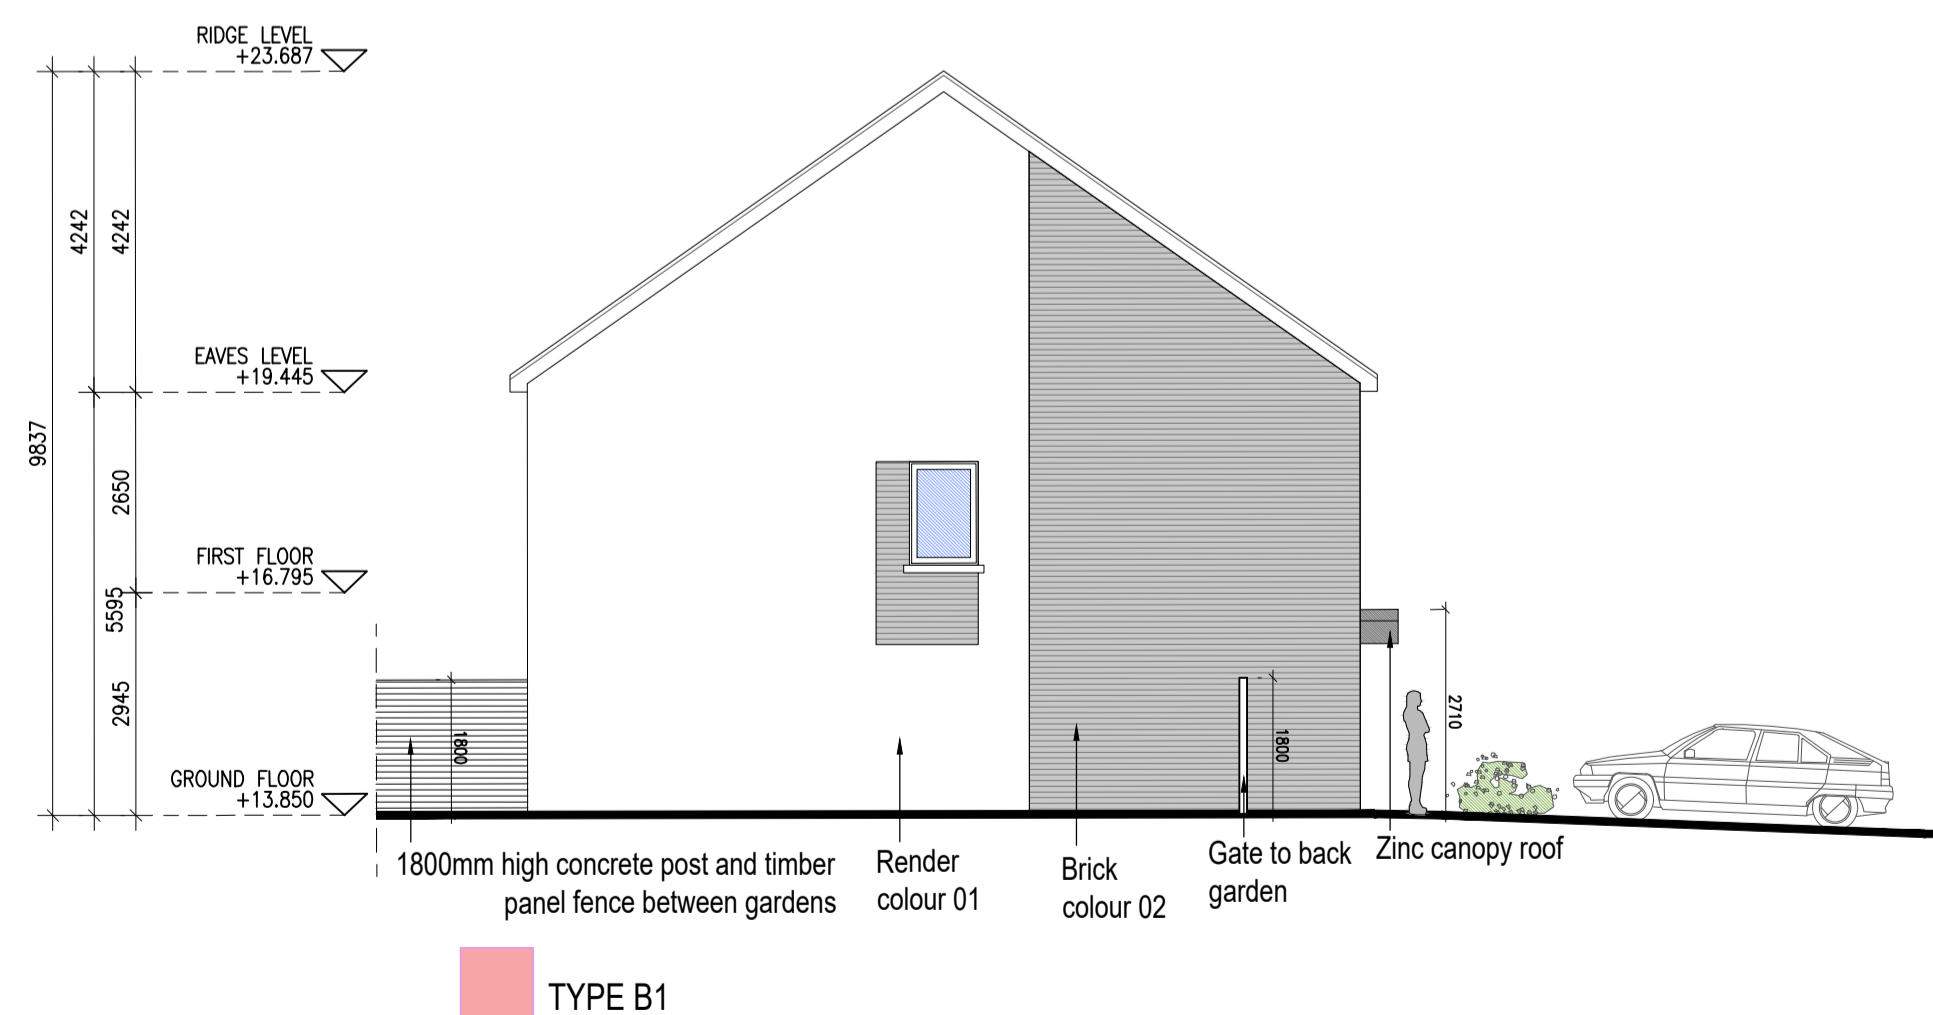 RIDGE LEVEL
+23.687
4242
4242
EAVES LEVEL
+19.445
9837
2650
FIRST FLOOR
+16.795
5595
2945
GROUND FLOOR
+13.850
1800
1800
2710
1800mm high concrete post and timber
panel fence between gardens
Render
colour 01
Brick
colour 02
Gate to back
garden
Zinc canopy roof
TYPE B1